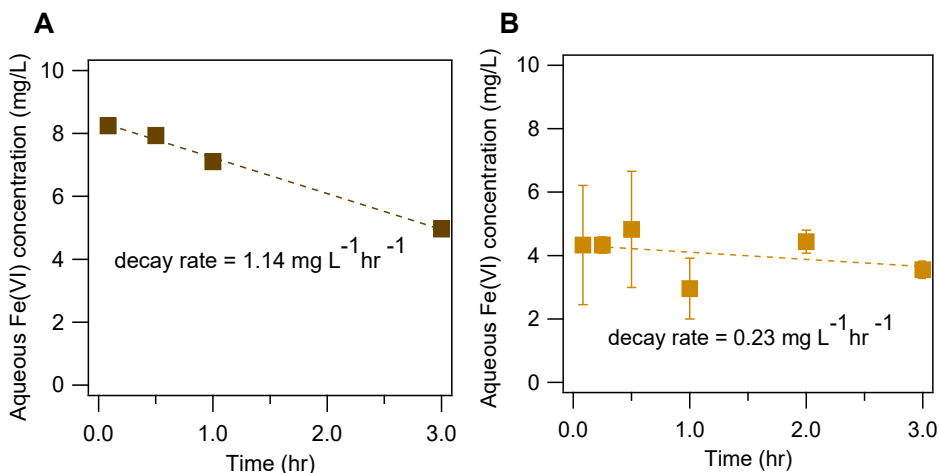 A
Aqueous Fe(VI) concentration (mg/L)
10
8
6
4
2
0
decay rate = 1.14 mg L⁻¹hr⁻¹
0.0 1.0 2.0 3.0
Time (hr)
B
Aqueous Fe(VI) concentration (mg/L)
10
8
6
4
2
0
decay rate = 0.23 mg L⁻¹hr⁻¹
0.0 1.0 2.0 3.0
Time (hr)